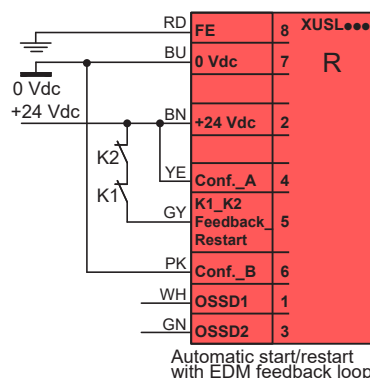 RD FE 8 XUSL●●●
BU 0 Vdc 7 R
0 Vdc
+24 Vdc BN +24 Vdc 2
K2
YE Conf._A 4
K1 GY K1_K2
Feedback_ 5
Restart
PK Conf._B 6
WH OSSD1 1
GN OSSD2 3
Automatic start/restart
with EDM feedback loop